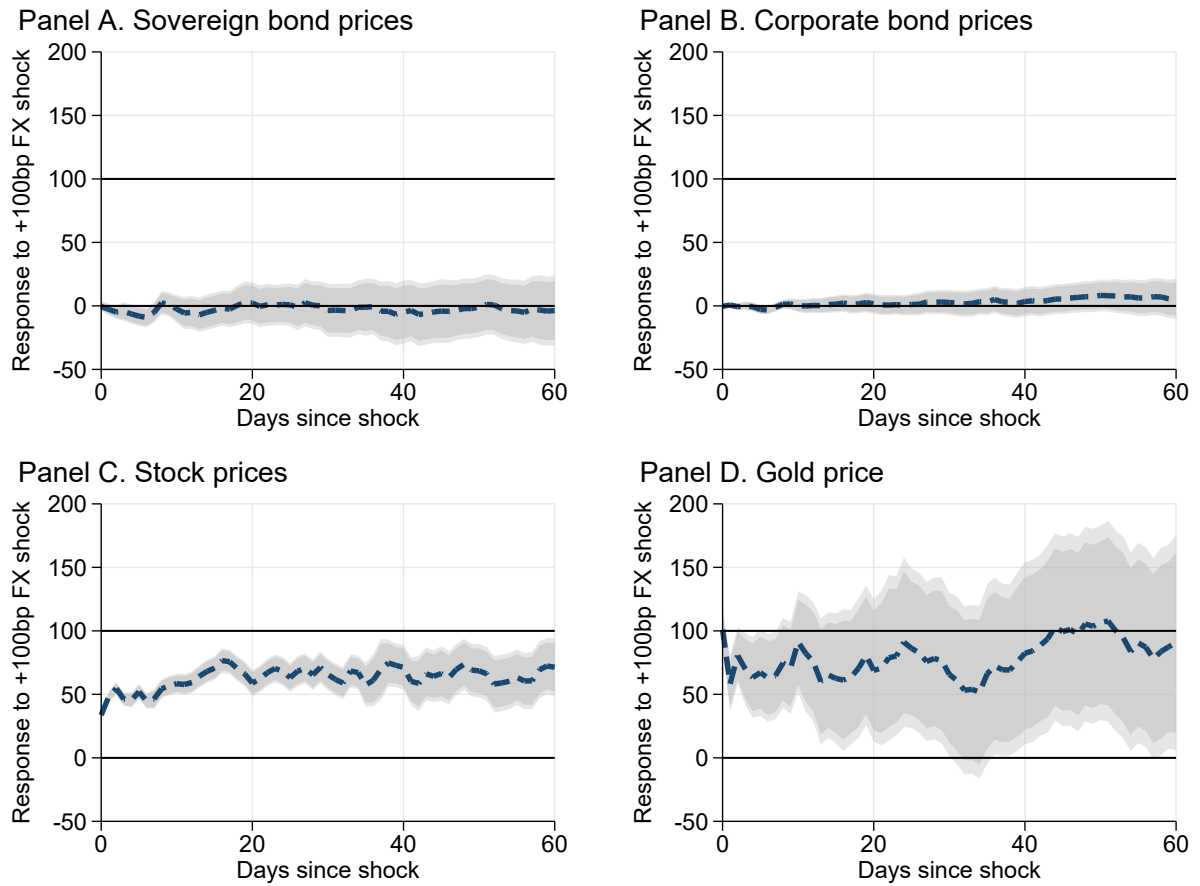 Panel A. Sovereign bond prices
Response to +100bp FX shock
200
150
100
50
0
-50
0 20 40 60
Days since shock
Panel B. Corporate bond prices
Response to +100bp FX shock
200
150
100
50
0
-50
0 20 40 60
Days since shock
Panel C. Stock prices
Response to +100bp FX shock
200
150
100
50
0
-50
0 20 40 60
Days since shock
Panel D. Gold price
Response to +100bp FX shock
200
150
100
50
0
-50
0 20 40 60
Days since shock